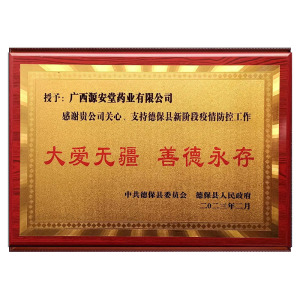 授予：广西源安堂药业有限公司
感谢贵公司关心、支持德保县新阶段疫情防控工作
大爱无疆 善德永存
中共德保县委员会 德保县人民政府
二〇二三年二月